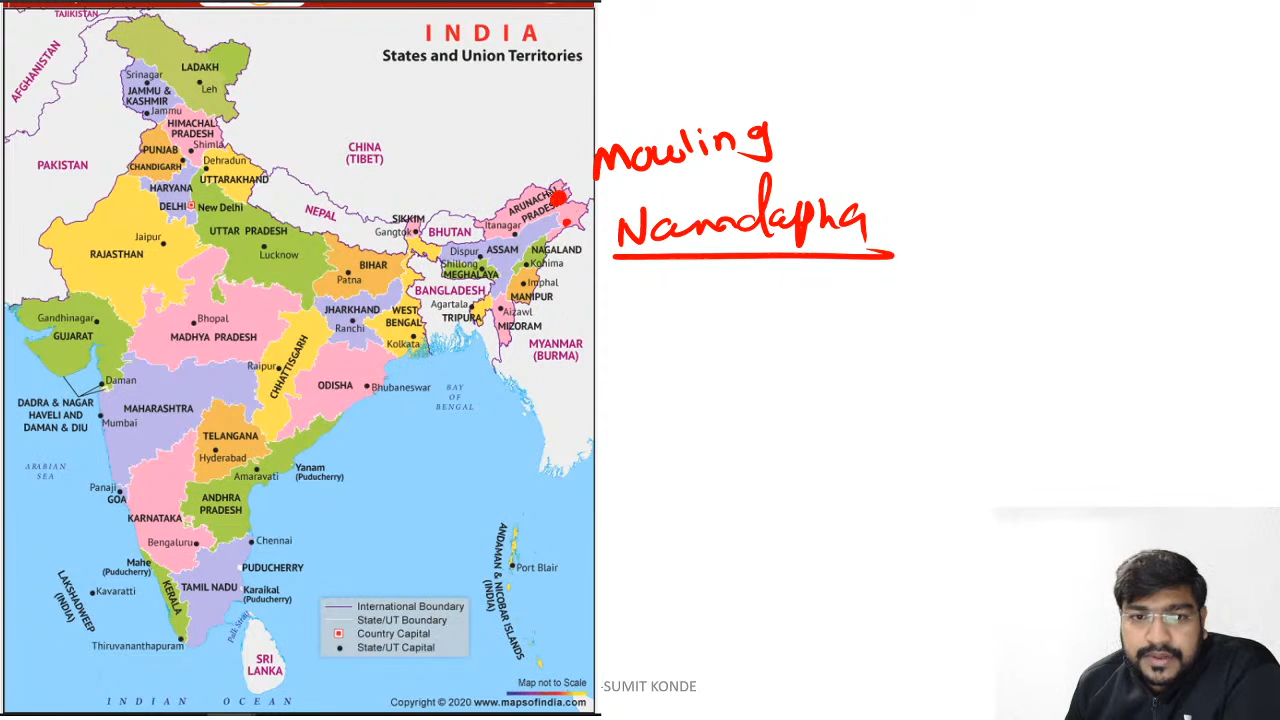 TAJIKISTAN
INDIA
States and Union Territories
AFGHANISTAN
LADAKH
Leh
Srinagar
JAMMU &
KASHMIR
Jammu
HIMACHAL
PRADESH
Shimla
CHINA
(TIBET)
PAKISTAN
PUNJAB
CHANDIGARH
Dehradun
UTTARAKHAND
HARYANA
DELHI
New Delhi
NEPAL
SIKKIM
Gangtok
BHUTAN
ARUNACHAL
PRADESH
Itanagar
Jaipur
RAJASTHAN
UTTAR PRADESH
Lucknow
BIHAR
Patna
Dispur
ASSAM
NAGALAND
Kohima
Shillong
MEGHALAYA
Imphal
MANIPUR
BANGLADESH
Agartala
TRIPURA
Aizawl
MIZORAM
Gandhinagar
GUJARAT
Bhopal
MADHYA PRADESH
JHARKHAND
Ranchi
WEST
BENGAL
Kolkata
MYANMAR
(BURMA)
Raipur
CHHATTISGARH
ODISHA
Bhubaneswar
BAY
OF
BENGAL
Daman
DADRA & NAGAR
HAVELI AND
DAMAN & DIU
MAHARASHTRA
Mumbai
TELANGANA
Hyderabad
ARABIAN
SEA
Yanam
(Puducherry)
Amaravati
Panaji
GOA
ANDHRA
PRADESH
KARNATAKA
Bengaluru
Chennai
Mahe
(Puducherry)
PUDUCHERRY
TAMIL NADU
Karaikal
(Puducherry)
KERALA
LAKSHADWEEP
(INDIA)
Kavaratti
Thiruvananthapuram
Palk Strait
SRI
LANKA
ANDAMAN & NICOBAR ISLANDS
(INDIA)
Port Blair
International Boundary
State/UT Boundary
Country Capital
State/UT Capital
Map not to Scale
INDIAN OCEAN
Copyright © 2020 www.mapsofindia.com
Mouling
Namdapha
-SUMIT KONDE